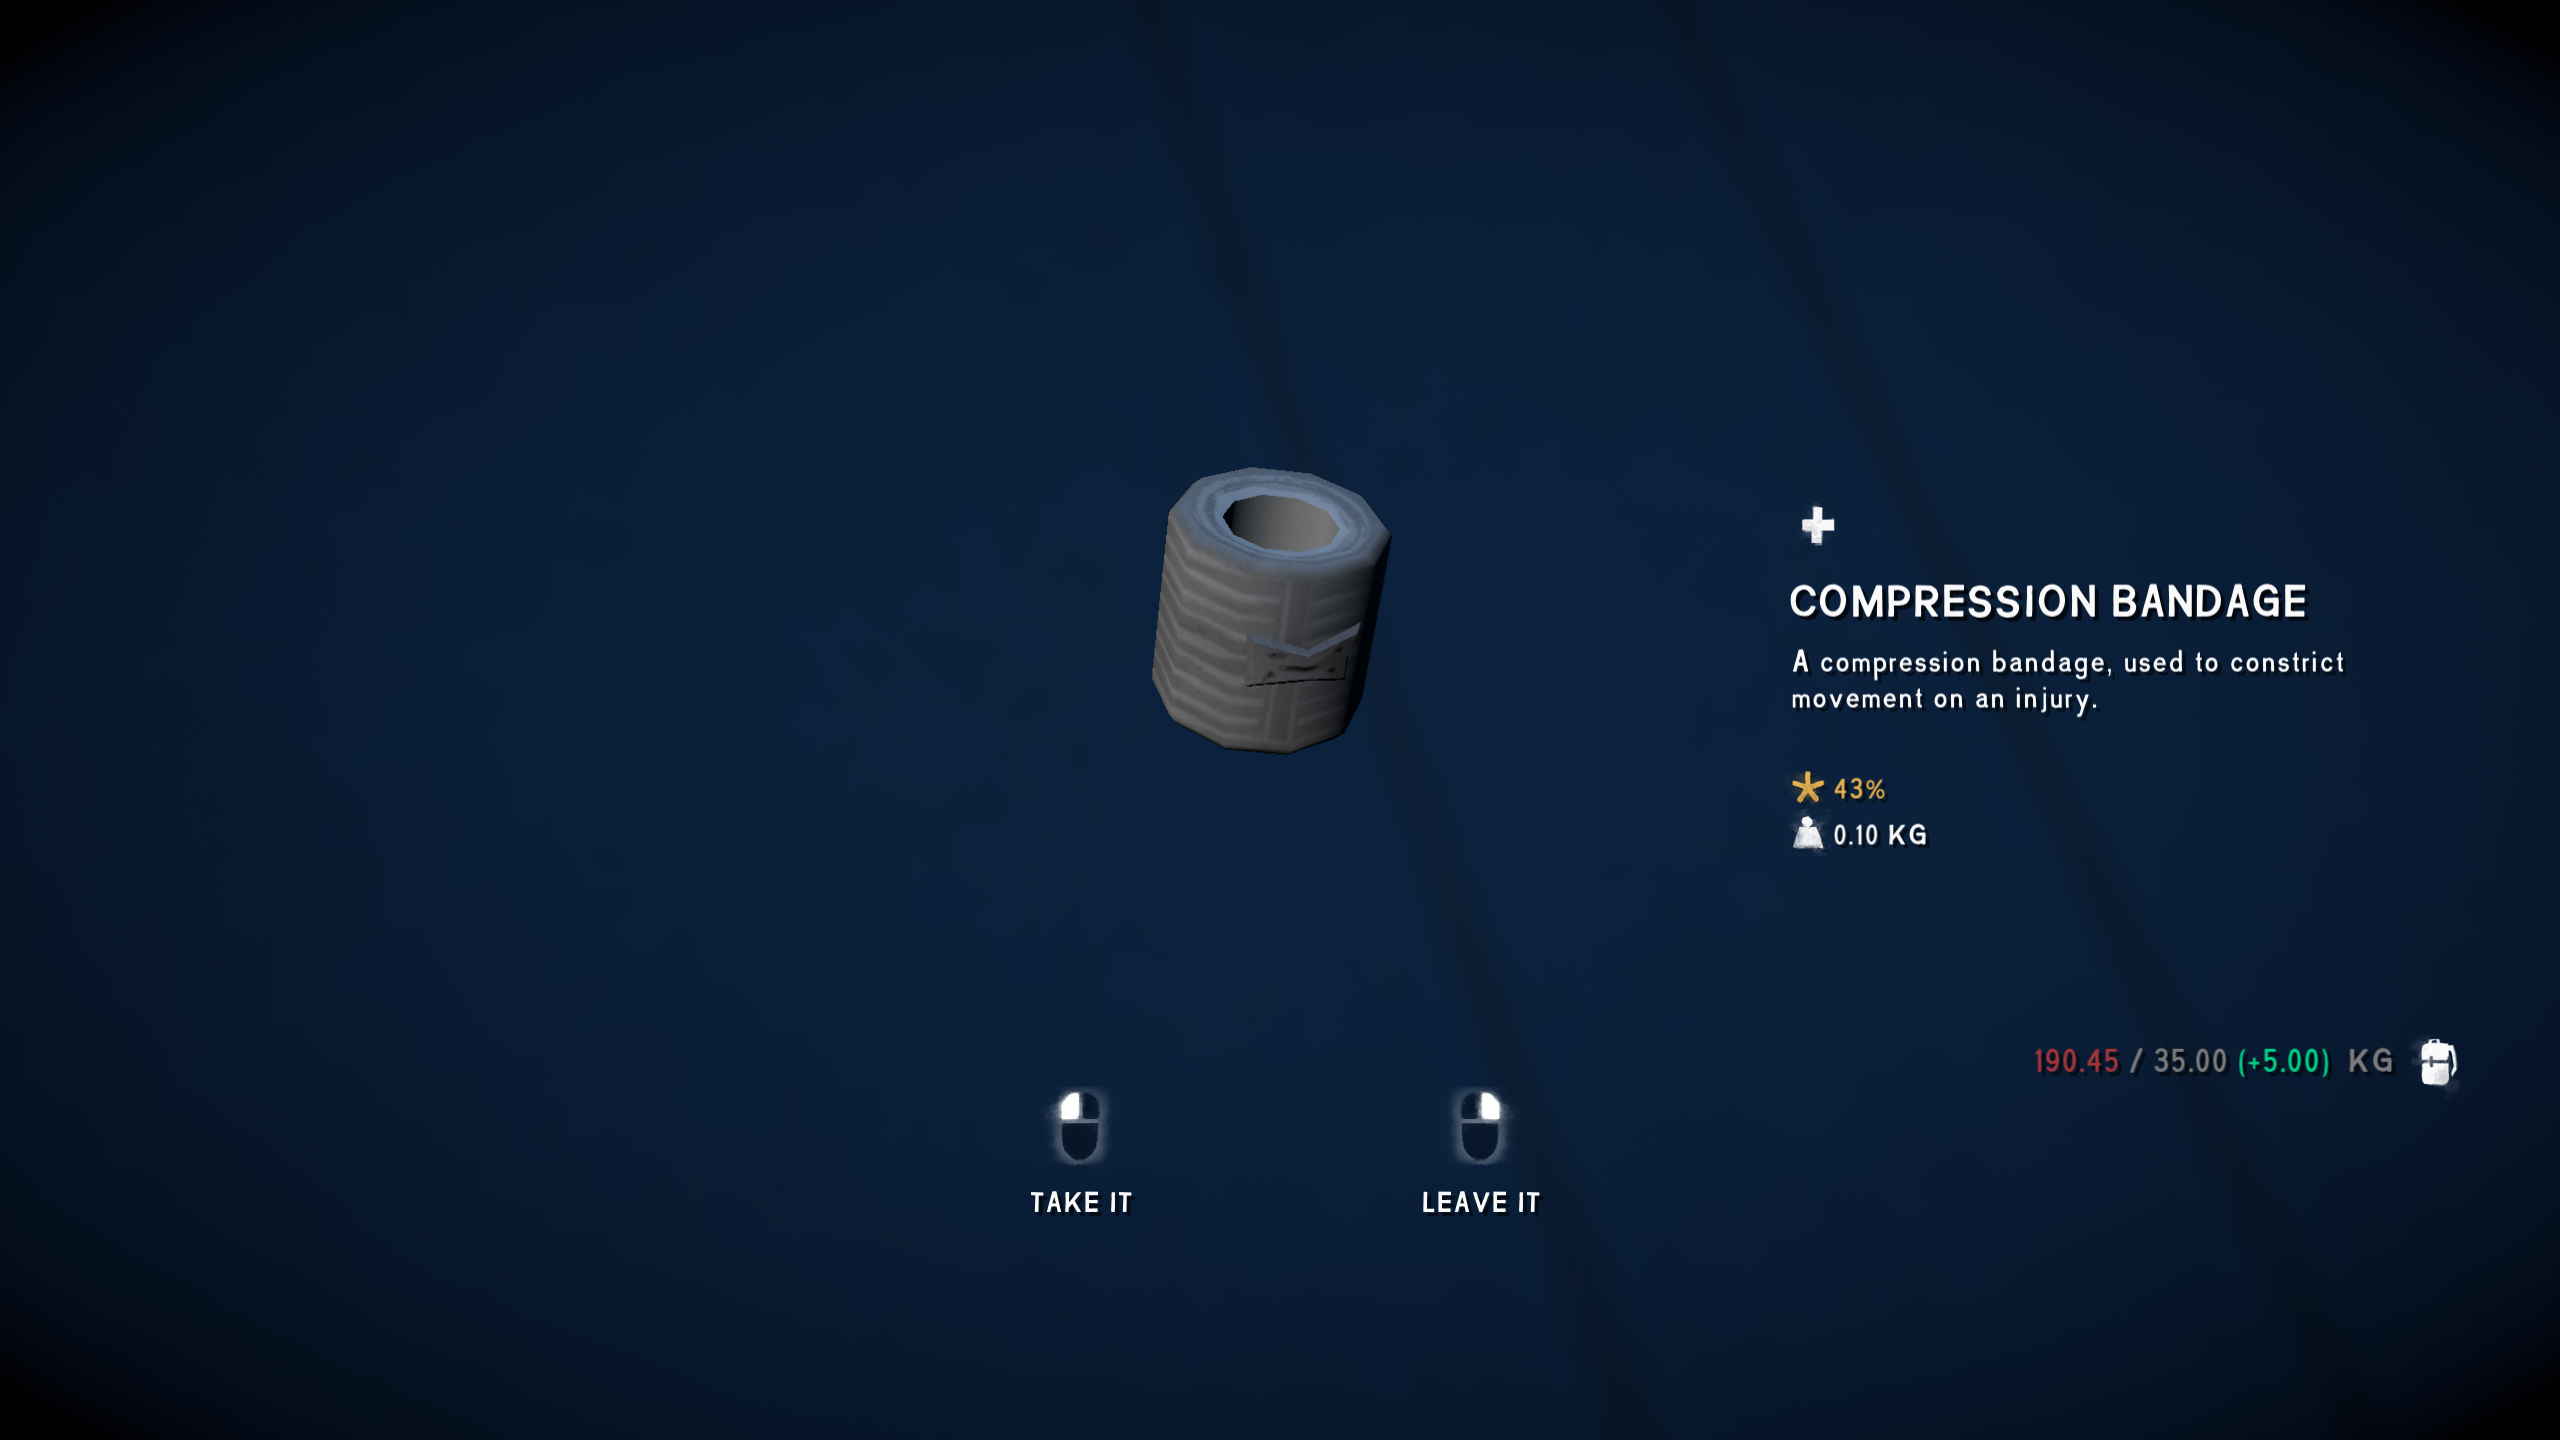 COMPRESSION BANDAGE
A compression bandage, used to constrict
movement on an injury.
43%
0.10 KG
190.45 / 35.00 (+5.00) KG
TAKE IT
LEAVE IT